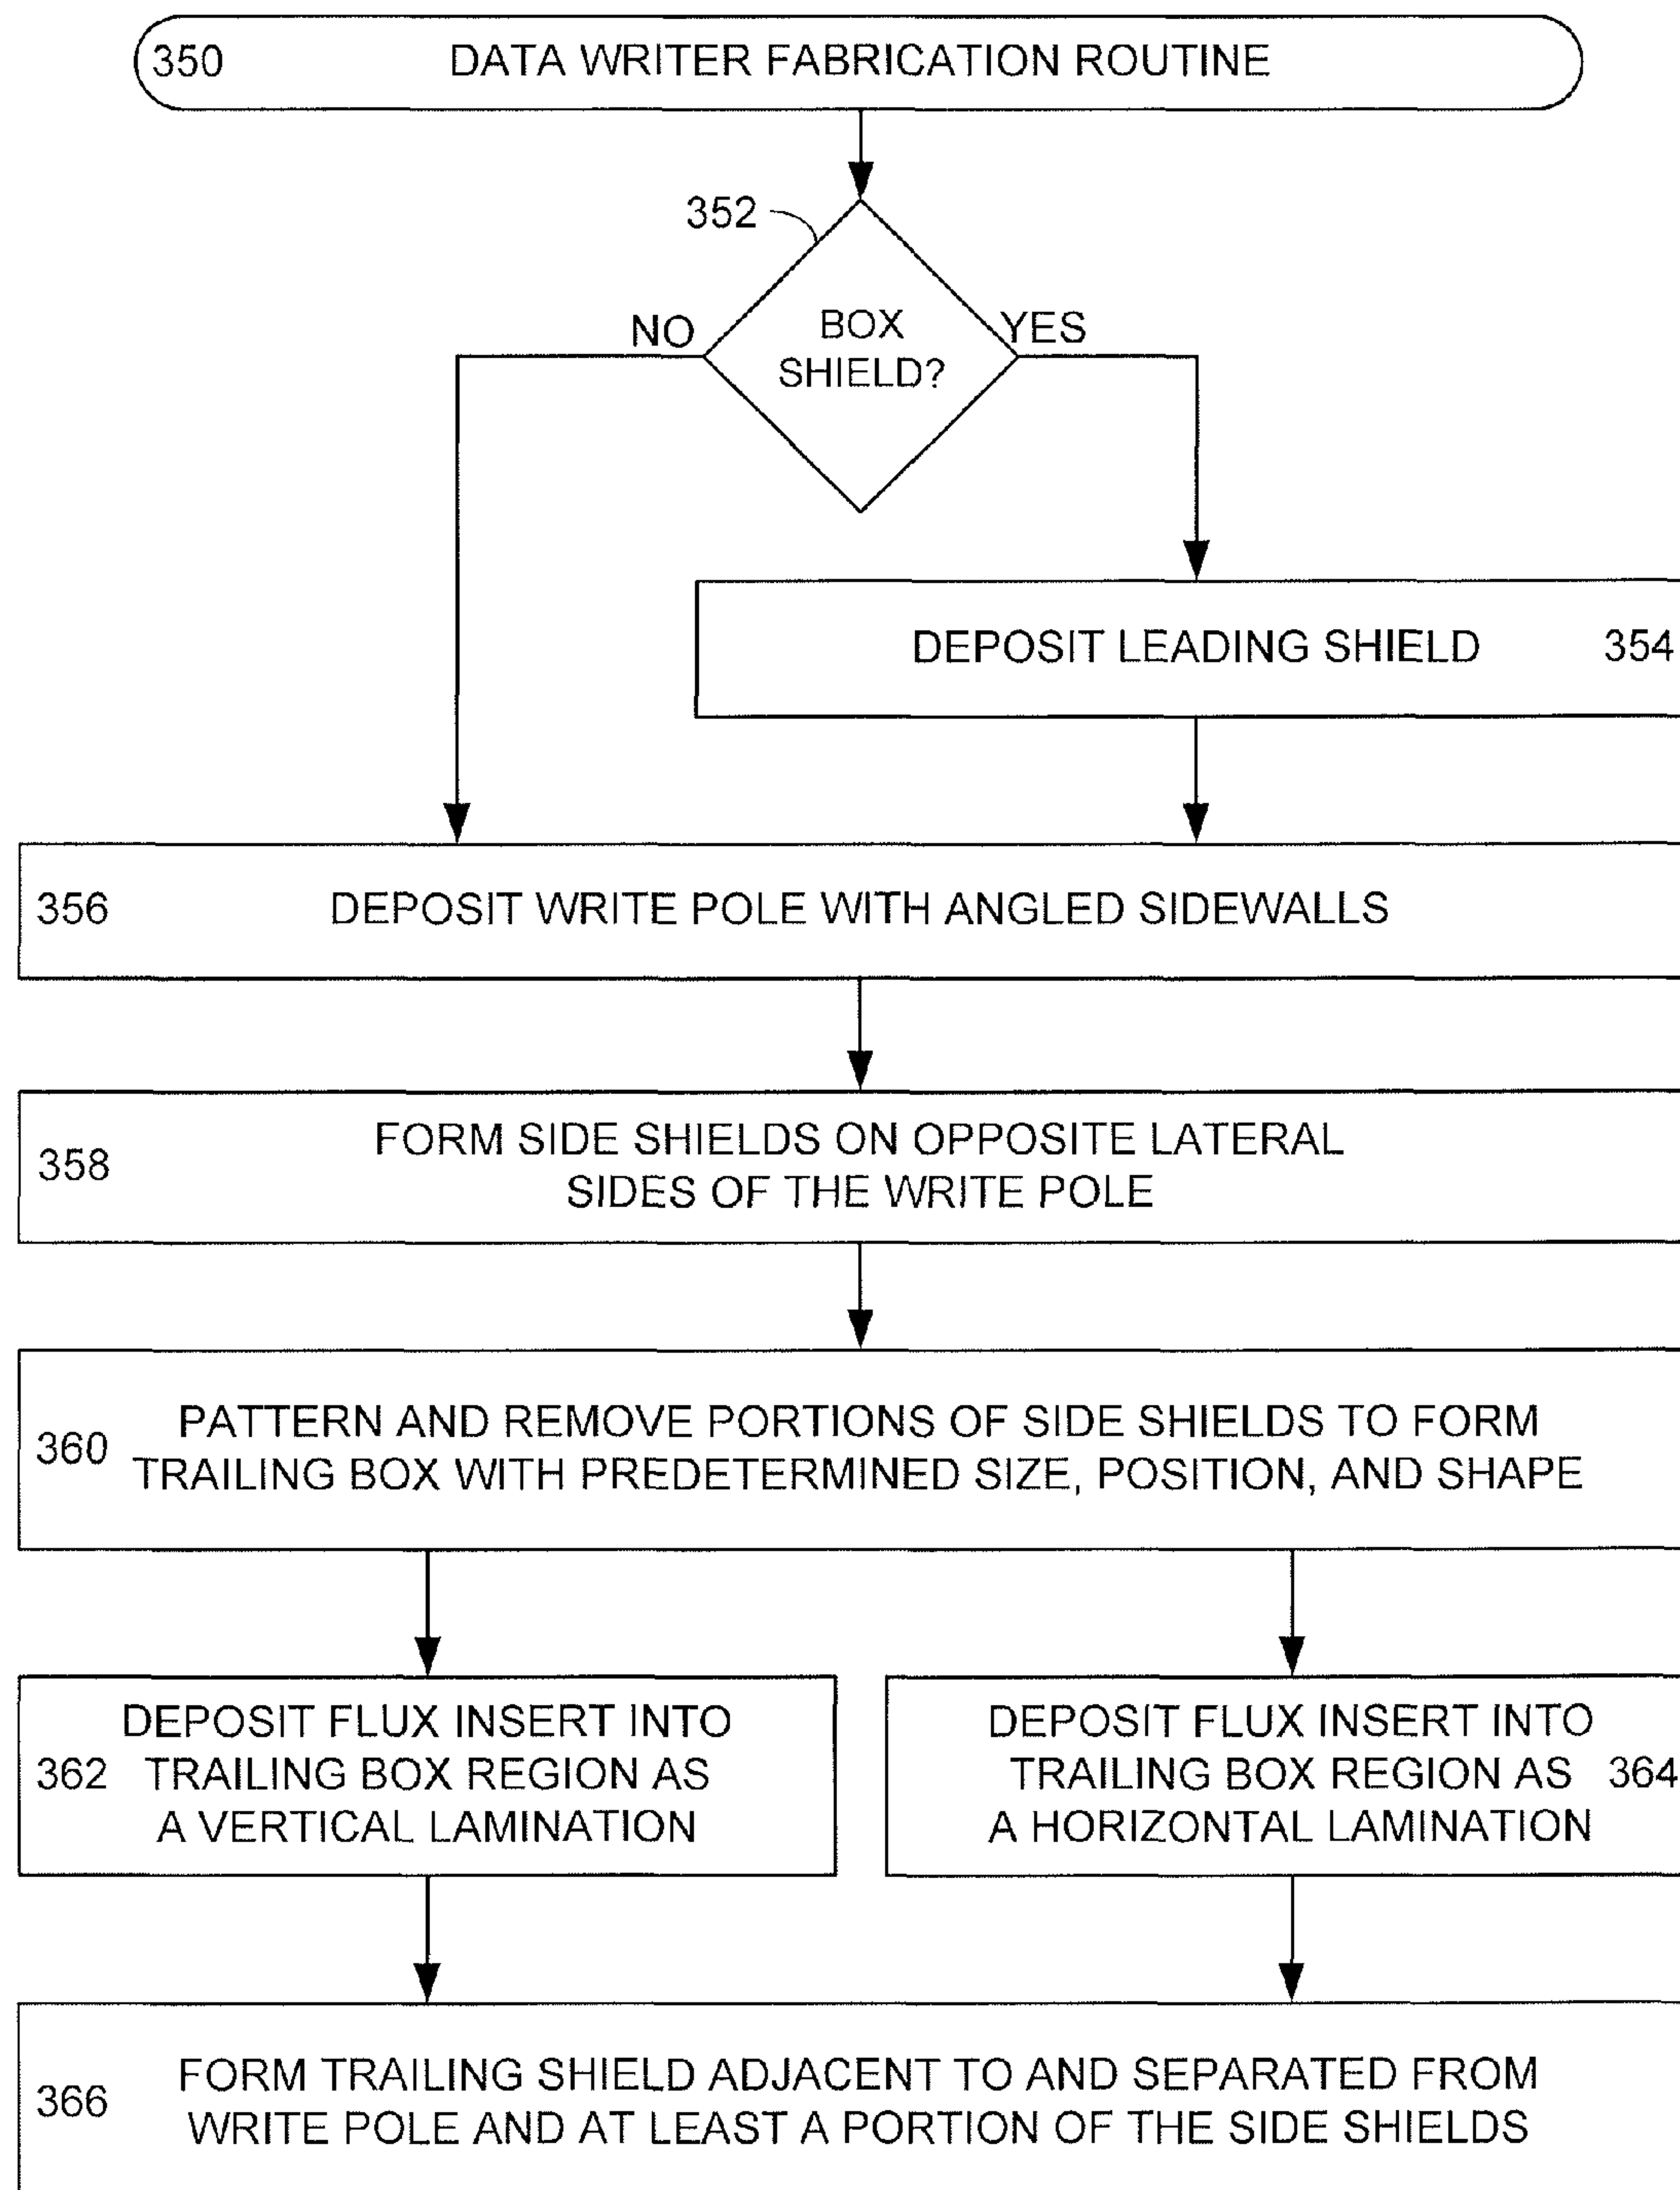 350 DATA WRITER FABRICATION ROUTINE
352
BOX
SHIELD?
NO
YES
DEPOSIT LEADING SHIELD 354
356 DEPOSIT WRITE POLE WITH ANGLED SIDEWALLS
358
FORM SIDE SHIELDS ON OPPOSITE LATERAL
SIDES OF THE WRITE POLE
360
PATTERN AND REMOVE PORTIONS OF SIDE SHIELDS TO FORM
TRAILING BOX WITH PREDETERMINED SIZE, POSITION, AND SHAPE
DEPOSIT FLUX INSERT INTO
362 TRAILING BOX REGION AS
A VERTICAL LAMINATION
DEPOSIT FLUX INSERT INTO
TRAILING BOX REGION AS 364
A HORIZONTAL LAMINATION
366
FORM TRAILING SHIELD ADJACENT TO AND SEPARATED FROM
WRITE POLE AND AT LEAST A PORTION OF THE SIDE SHIELDS